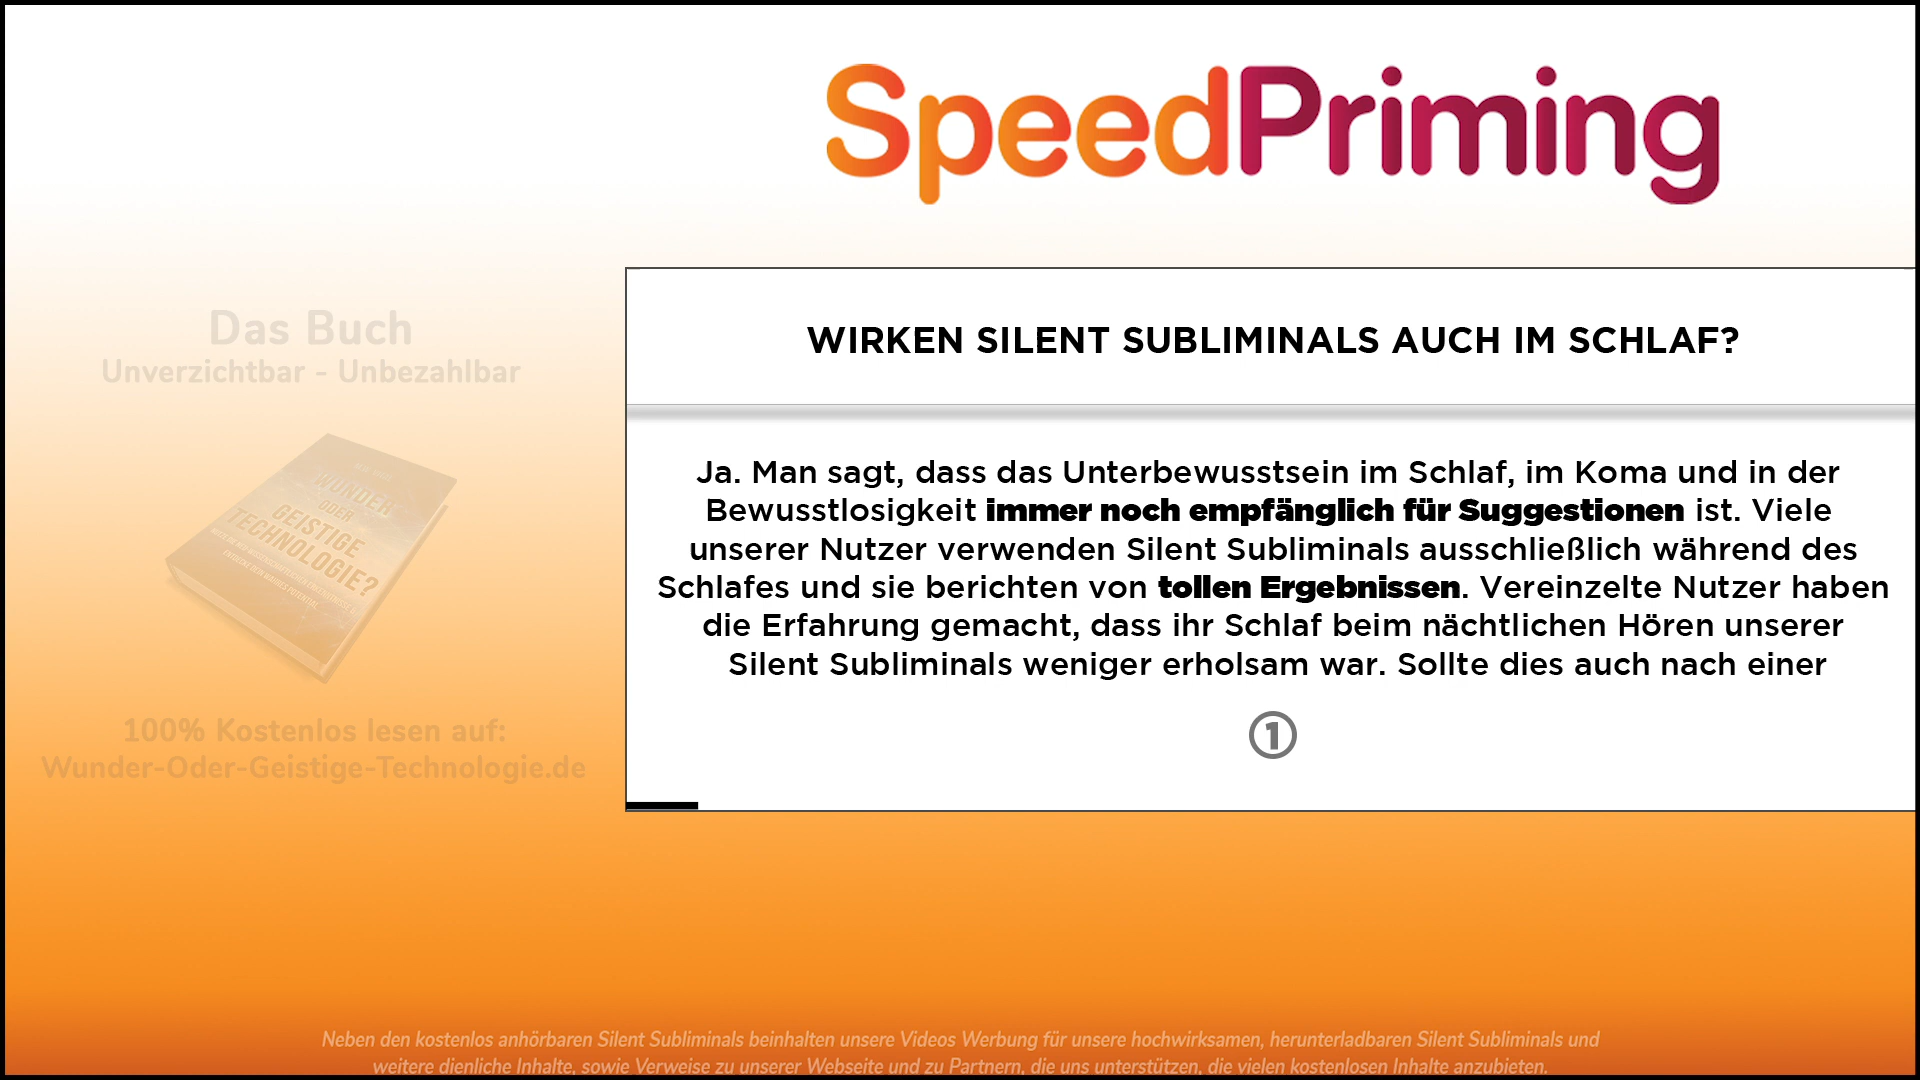 SpeedPriming
Das Buch
Unverzichtbar - Unbezahlbar
WUNDER
ODER
GEISTIGE
TECHNOLOGIE?
100% Kostenlos lesen auf:
Wunder-Oder-Geistige-Technologie.de
WIRKEN SILENT SUBLIMINALS AUCH IM SCHLAF?
Ja. Man sagt, dass das Unterbewusstsein im Schlaf, im Koma und in der
Bewusstlosigkeit immer noch empfänglich für Suggestionen ist. Viele
unserer Nutzer verwenden Silent Subliminals ausschließlich während des
Schlafes und sie berichten von tollen Ergebnissen. Vereinzelte Nutzer haben
die Erfahrung gemacht, dass ihr Schlaf beim nächtlichen Hören unserer
Silent Subliminals weniger erholsam war. Sollte dies auch nach einer
1
Neben den kostenlos anhörbaren Silent Subliminals beinhalten unsere Videos Werbung für unsere hochwirksamen, herunterladbaren Silent Subliminals und
weitere dienliche Inhalte, sowie Verweise zu unserer Webseite und zu Partnern, die uns unterstützen, die vielen kostenlosen Inhalte anzubieten.